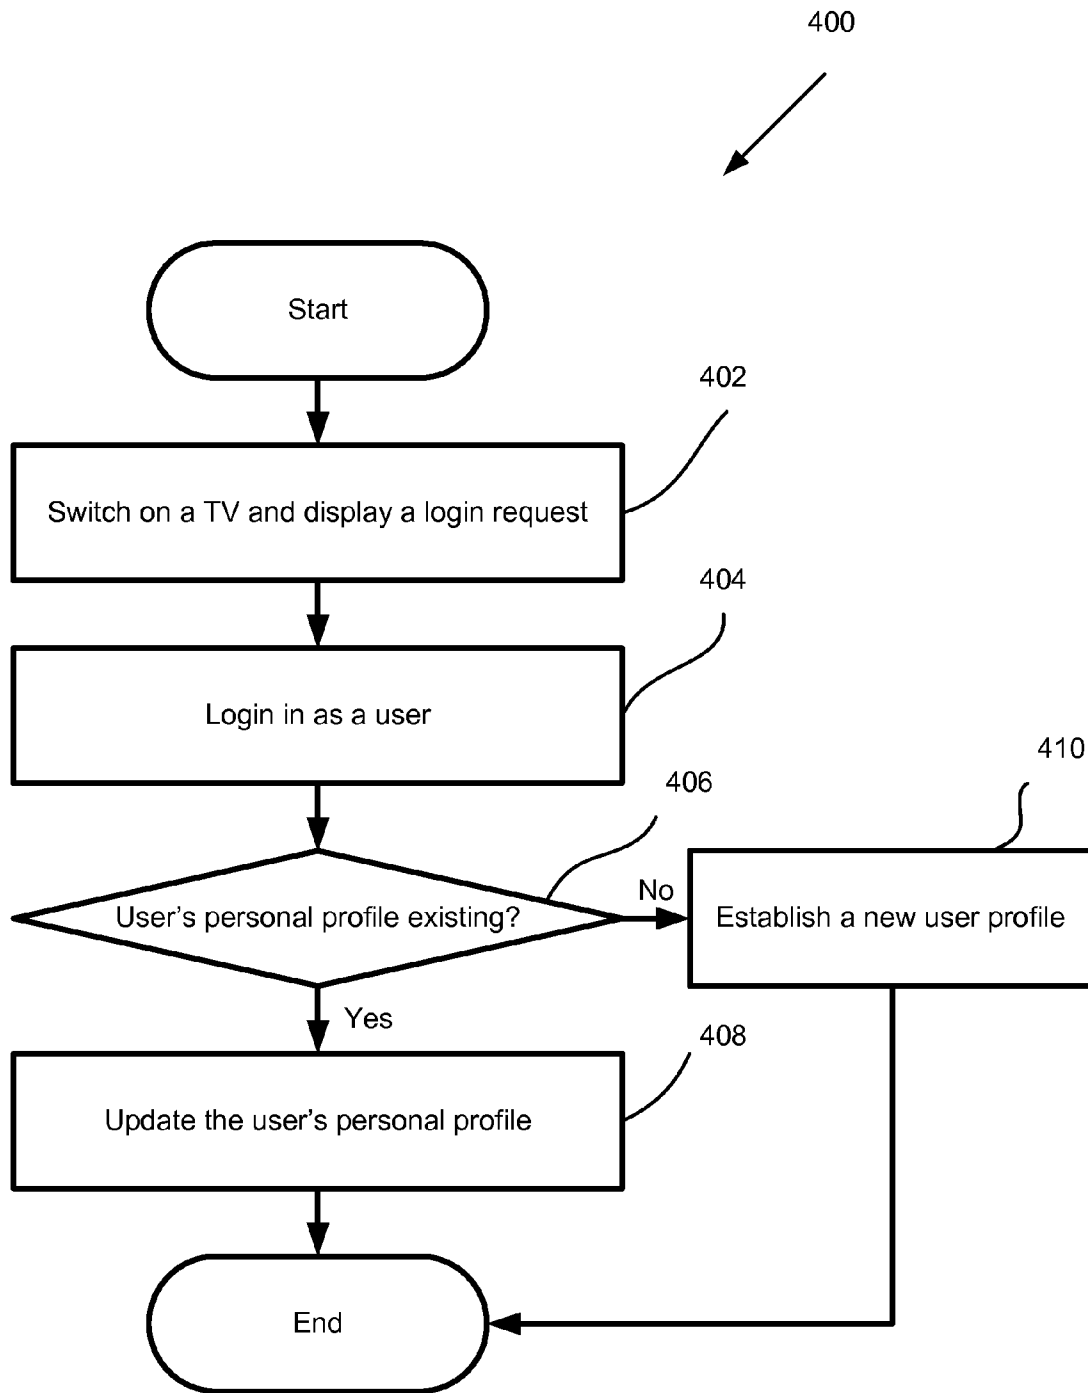 400
Start
402
Switch on a TV and display a login request
404
Login in as a user
406
410
User's personal profile existing?
No
Establish a new user profile
Yes
408
Update the user's personal profile
End